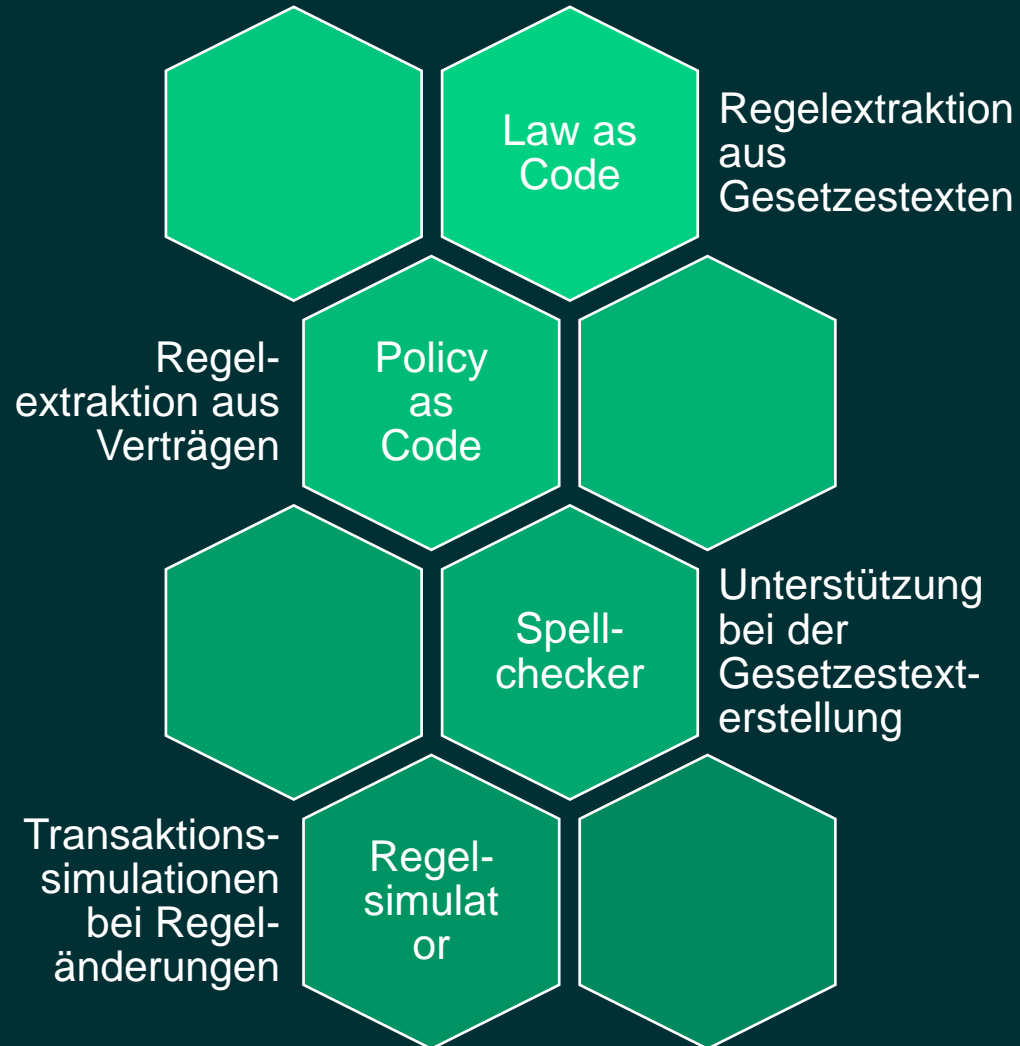 Law as
Code
Regelextraktion
aus
Gesetzestexten
Regel-
extraktion aus
Verträgen
Policy
as
Code
Spell-
checker
Unterstützung
bei der
Gesetzestext-
erstellung
Transaktions-
simulationen
bei Regel-
änderungen
Regel-
simulat
or